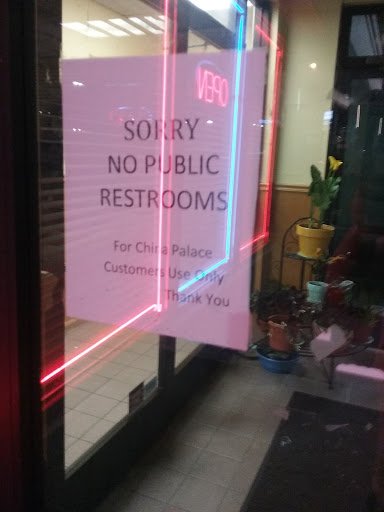 OPEN
SORRY
NO PUBLIC
RESTROOMS
For China Palace
Customers Use Only
Thank You